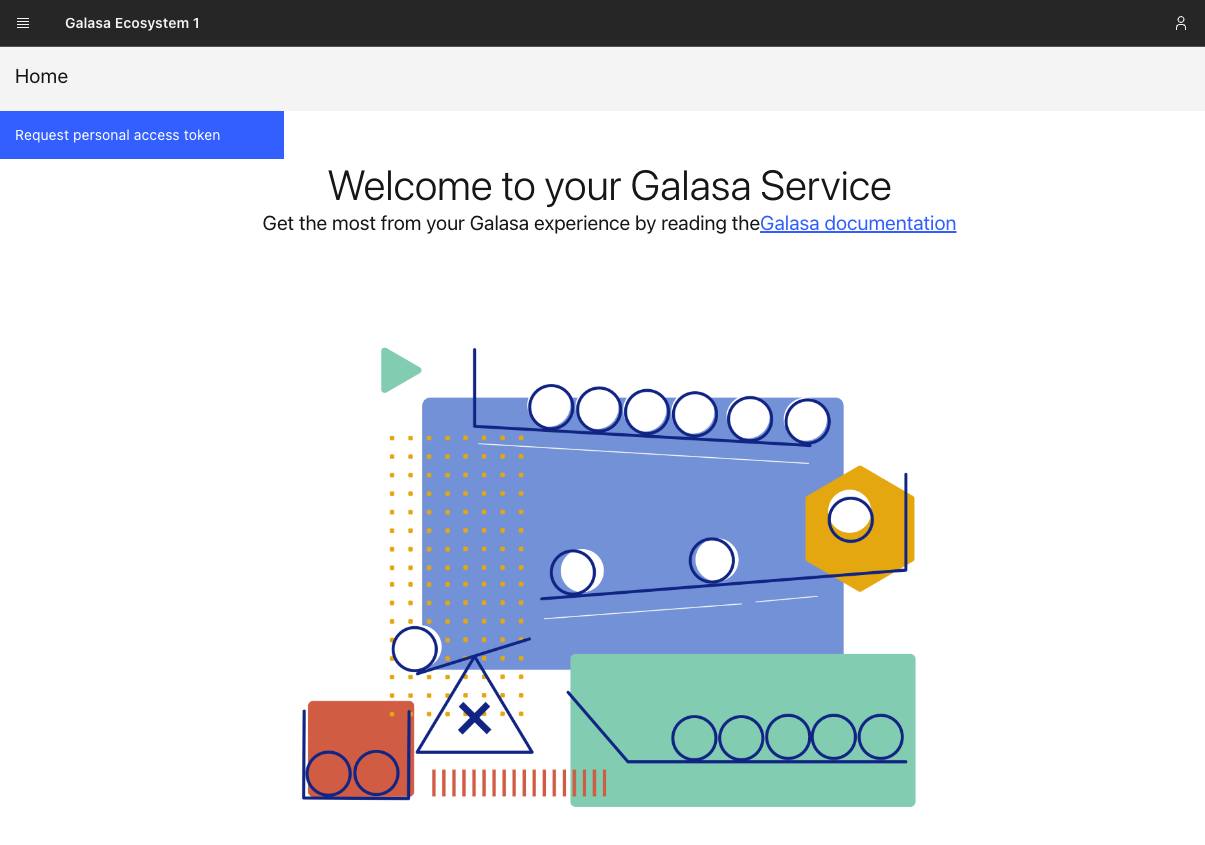 Galasa Ecosystem 1
Home
Request personal access token
Welcome to your Galasa Service
Get the most from your Galasa experience by reading theGalasa documentation